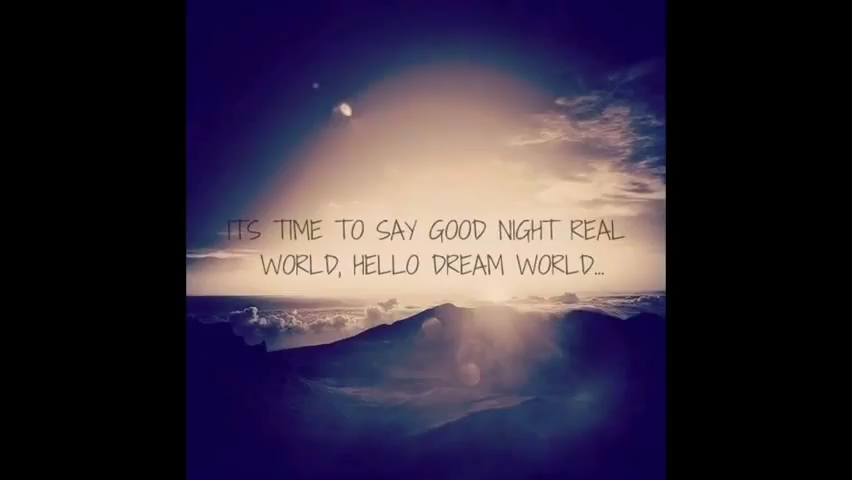 ITS TIME TO SAY GOOD NIGHT REAL
WORLD, HELLO DREAM WORLD...